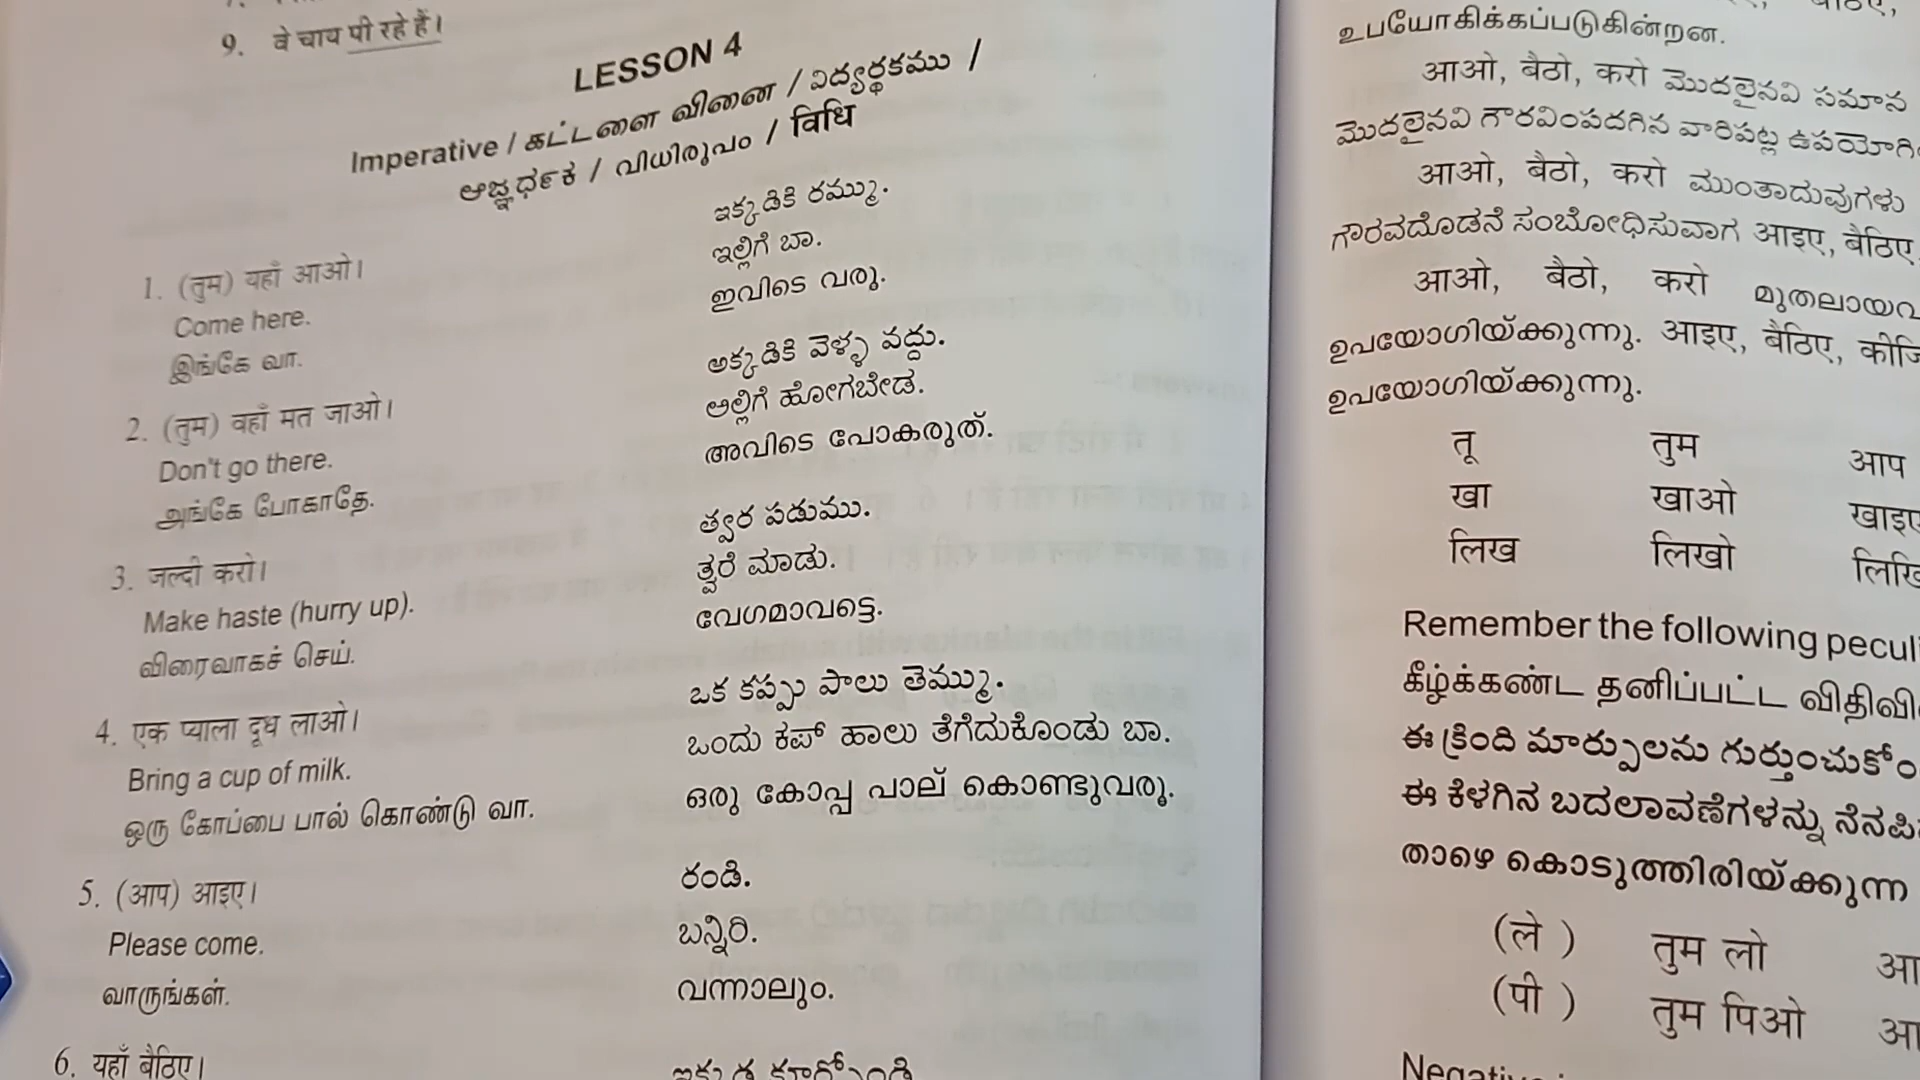 9. वे चाय पी रहे हैं।
LESSON 4
Imperative / கட்டளை வினை / విద్యర్థకము /
ಆಜ್ಞರ್ಧಕ / വിധിരൂപം / विधि
1. (तुम) यहाँ आओ।
Come here.
இங்கே வா.
ఇక్కడికి రమ్ము.
ಇಲ್ಲಿಗೆ ಬಾ.
ഇവിടെ വരൂ.
2. (तुम) वहाँ मत जाओ।
Don't go there.
அங்கே போகாதே.
అక్కడికి వెళ్ళ వద్దు.
ಅಲ್ಲಿಗೆ ಹೋಗಬೇಡ.
അവിടെ പോകരുത്.
3. जल्दी करो।
Make haste (hurry up).
விரைவாகச் செய்.
త్వర పడుము.
ತ್ವರೆ ಮಾಡು.
വേഗമാവട്ടെ.
4. एक प्याला दूध लाओ।
Bring a cup of milk.
ஒரு கோப்பை பால் கொண்டு வா.
ఒక కప్పు పాలు తెమ్ము.
ಒಂದು ಕಪ್ ಹಾಲು ತೆಗೆದುಕೊಂಡು ಬಾ.
ഒരു കോപ്പ പാല് കൊണ്ടുവരൂ.
5. (आप) आइए।
Please come.
வாருங்கள்.
రండి.
ಬನ್ನಿರಿ.
വന്നാലും.
6. यहाँ बैठिए।
உபயோகிக்கப்படுகின்றன.
आओ, बैठो, करो మొదలైనవి సమాన
మొదలైనవి గౌరవింపదగిన వారిపట్ల
आओ, बैठो, करो ಮುಂತಾದುವುಗಳು
ಗೌರವದೊಡನೆ ಸಂಬೋಧಿಸುವಾಗ आइए, बैठिए,
आओ, बैठो, करो
ഉപയോഗിയ്ക്കുന്നു. आइए, बैठिए,
ഉപയോഗിയ്ക്കുന്നു.
तू तुम आप
खा खाओ
लिख लिखो
Remember the following
கீழ்க்கண்ட தனிப்பட்ட
ఈ క్రింది మార్పులను
ಈ ಕೆಳಗಿನ ಬದಲಾವಣೆಗಳನ್ನು
താഴെ കൊടുത്തിരിയ്ക്കുന്ന
(ले) तुम लो
(पी) तुम पिओ